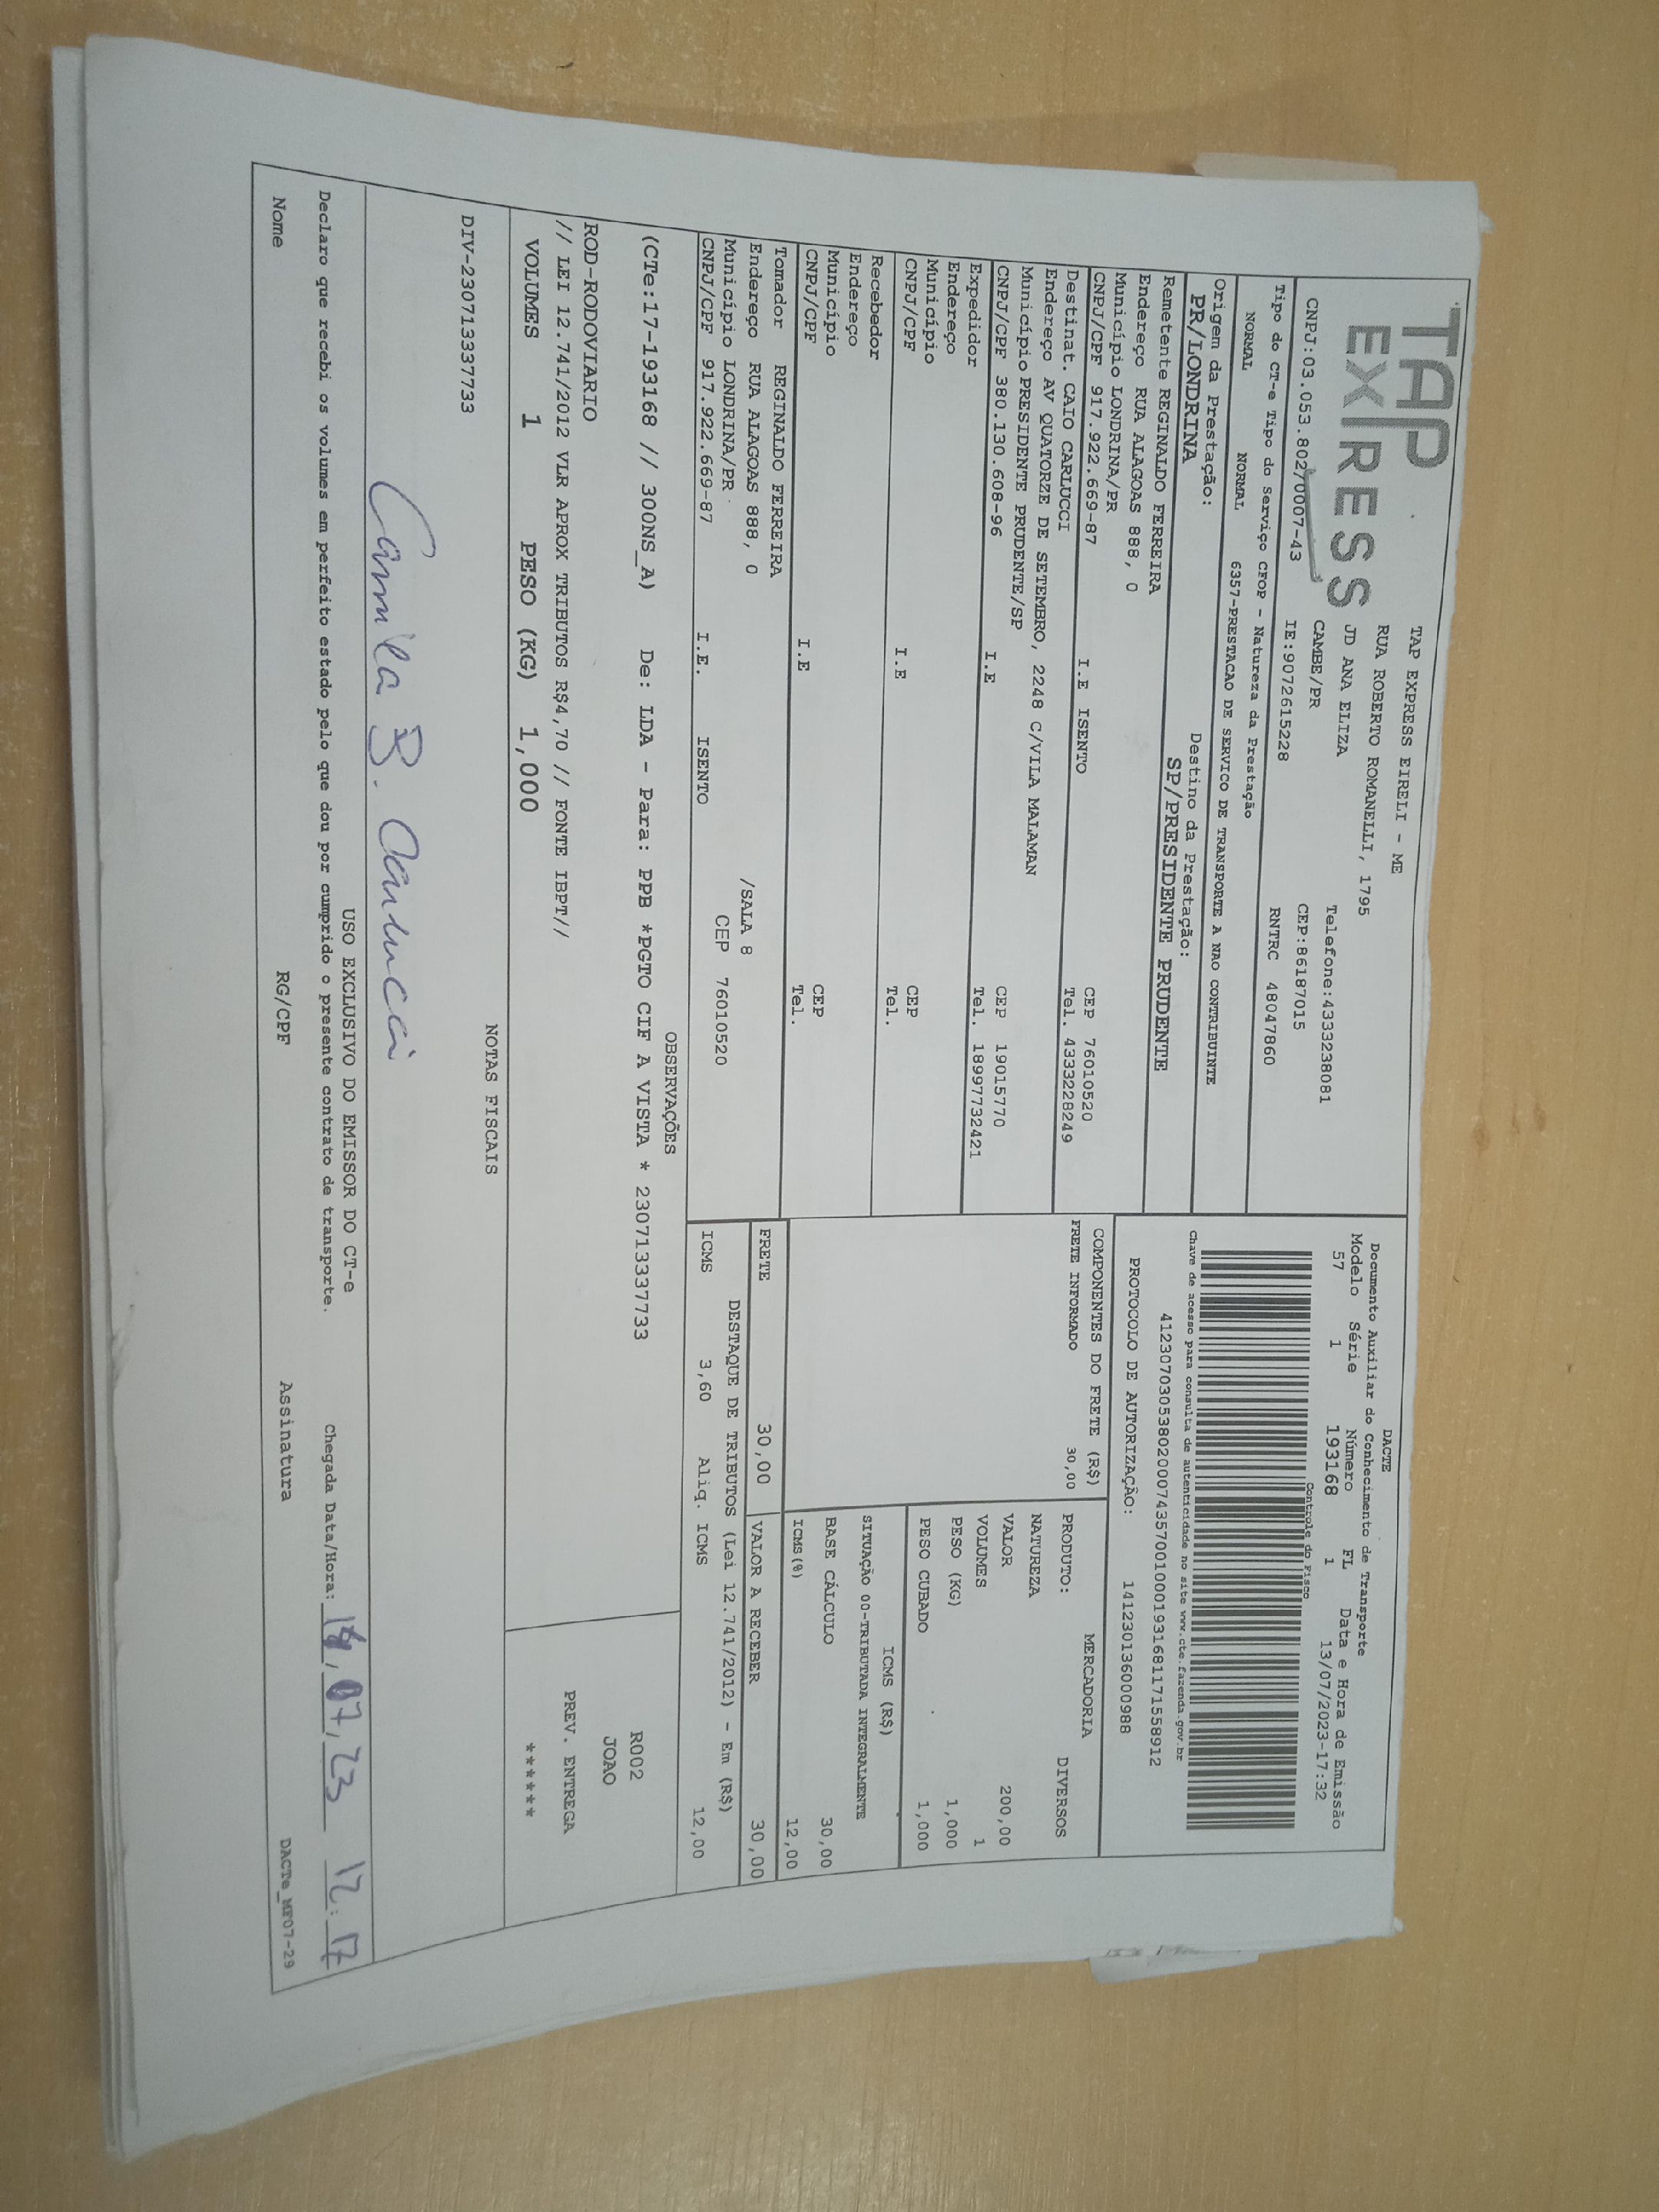 TAP EXPRESS
TAP EXPRESS EIRELI - ME
RUA ROBERTO ROMANELLI, 1795
JD ANA ELIZA
Telefone:4333238081
CAMBE/PR
CEP:86187015
CNPJ:03.053.802/0007-43
IE:9072615228
RNTRC 48047860
Tipo do CT-e Tipo do Serviço CFOP - Natureza da Prestação
NORMAL NORMAL 6357-PRESTACAO DE SERVICO DE TRANSPORTE A NAO CONTRIBUINTE
Origem da Prestação: Destino da Prestação:
PR/LONDRINA SP/PRESIDENTE PRUDENTE
DACTE
Documento Auxiliar do Conhecimento de Transporte
Modelo Série Número FL Data e Hora de Emissão
57 1 193168 1 13/07/2023-17:32
Controle do Fisco
Chave de acesso para consulta de autenticidade no site www.cte.fazenda.gov.br
41230703053802000743570010001931681171558912
PROTOCOLO DE AUTORIZAÇÃO: 141230136000988
Remetente REGINALDO FERREIRA
Endereço RUA ALAGOAS 888, 0
Município LONDRINA/PR CEP 76010520
CNPJ/CPF 917.922.669-87 I.E ISENTO Tel. 4333228249
Destinat. CAIO CARLUCCI
Endereço AV QUATORZE DE SETEMBRO, 2248 C/VILA MALAMAN
Município PRESIDENTE PRUDENTE/SP CEP 19015770
CNPJ/CPF 380.130.608-96 I.E Tel. 18997732421
Expedidor
Endereço
Município CEP
CNPJ/CPF I.E Tel.
Recebedor
Endereço
Município CEP
CNPJ/CPF I.E Tel.
Tomador REGINALDO FERREIRA
Endereço RUA ALAGOAS 888, 0 /SALA 8
Município LONDRINA/PR CEP 76010520
CNPJ/CPF 917.922.669-87 I.E. ISENTO
COMPONENTES DO FRETE (R$)
FRETE INFORMADO 30,00
MERCADORIA
PRODUTO: DIVERSOS
NATUREZA
VALOR 200,00
VOLUMES 1
PESO (KG) 1,000
PESO CUBADO 1,000
ICMS (R$)
SITUAÇÃO 00-TRIBUTADA INTEGRALMENTE
BASE CÁLCULO 30,00
ICMS(%) 12,00
FRETE 30,00 VALOR A RECEBER 30,00
DESTAQUE DE TRIBUTOS (Lei 12.741/2012) - Em (R$)
ICMS 3,60 Aliq. ICMS 12,00
OBSERVAÇÕES
(CTe:17-193168 // 300NS_A) De: LDA - Para: PPB *PGTO CIF A VISTA * 230713337733
ROD-RODOVIARIO
// LEI 12.741/2012 VLR APROX TRIBUTOS R$4,70 // FONTE IBPT//
R002
JOAO
PREV. ENTREGA
******
VOLUMES 1 PESO (KG) 1,000
NOTAS FISCAIS
DIV-230713337733
Camila B. Carlucci
USO EXCLUSIVO DO EMISSOR DO CT-e
Declaro que recebi os volumes em perfeito estado pelo que dou por cumprido o presente contrato de transporte.
Chegada Data/Hora: 07/23 12:17
Nome RG/CPF Assinatura DACTe_MF07-29